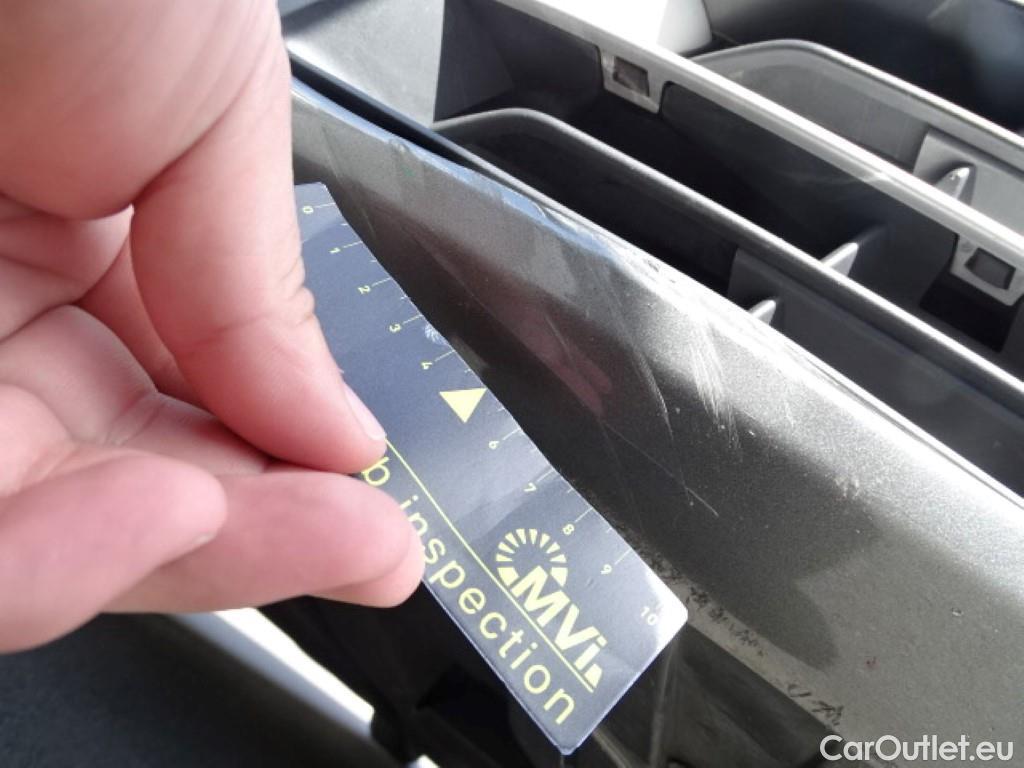 0 1 2 3 4 6 7 8 9 10
MVi
b inspection
CarOutlet.eu